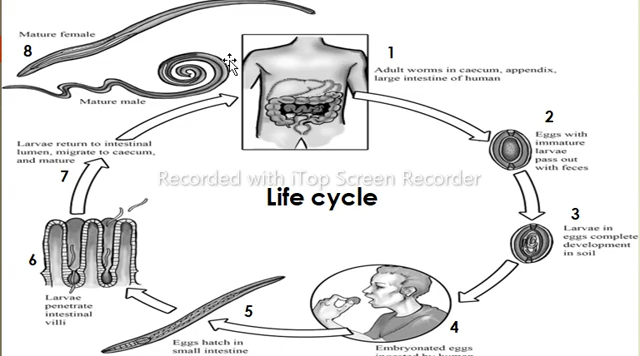 Mature female
8
Mature male
1
Adult worms in caecum, appendix,
large intestine of human
2
Eggs with
immature
larvae
pass out
with feces
3
Larvae in
eggs complete
development
in soil
4
Embryonated eggs
ingested by human
5
Eggs hatch in
small intestine
6
Larvae
penetrate
intestinal
villi
7
Larvae return to intestinal
lumen, migrate to caecum,
and mature
Recorded with iTop Screen Recorder
Life cycle